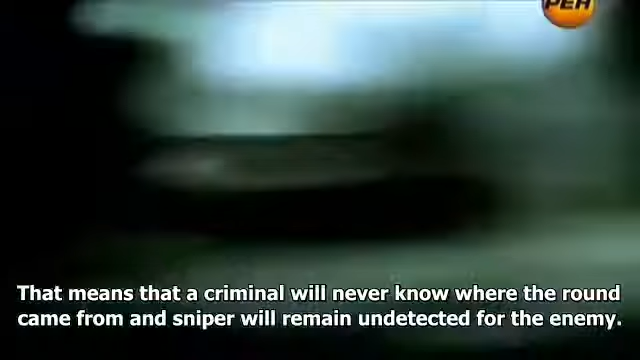 РЕН
That means that a criminal will never know where the round
came from and sniper will remain undetected for the enemy.